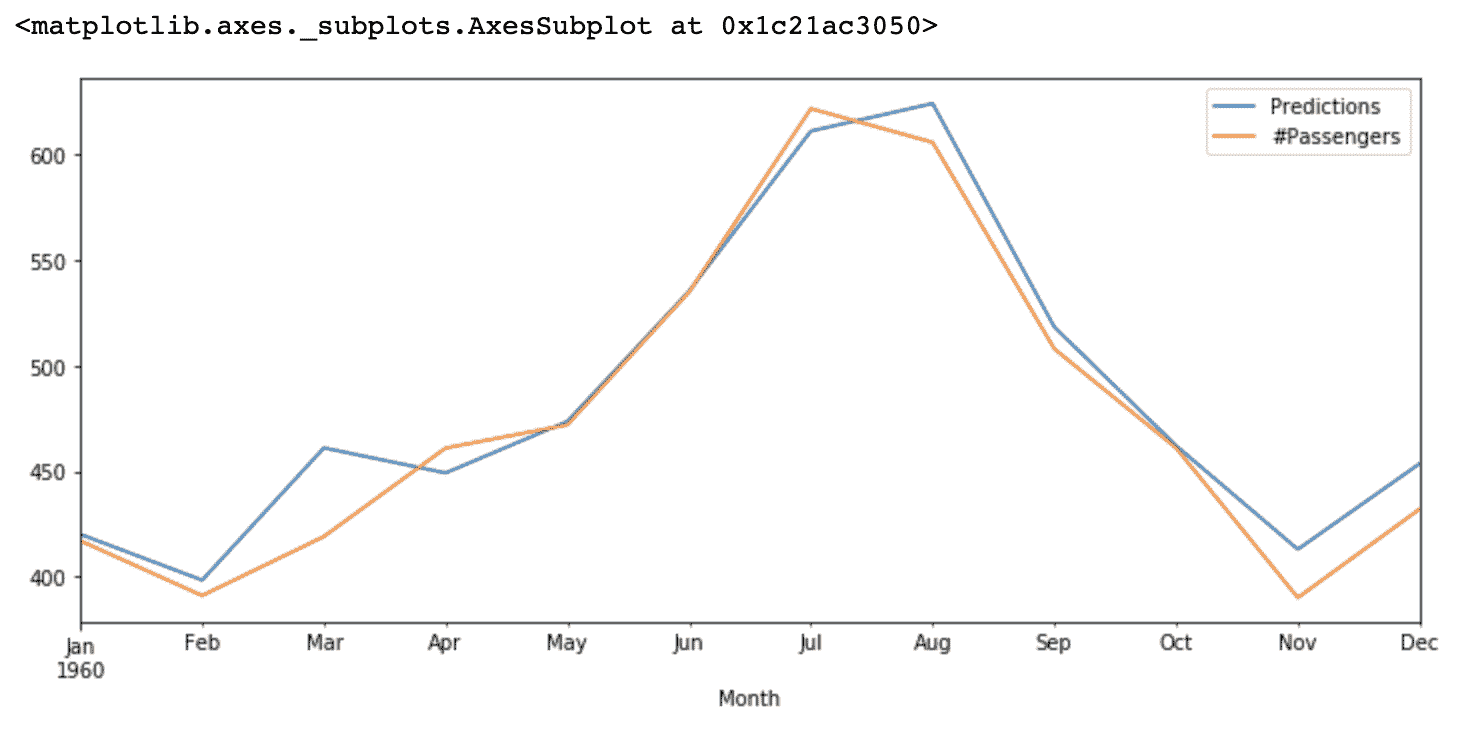 <matplotlib.axes._subplots.AxesSubplot at 0x1c21ac3050>
Predictions
#Passengers
600
550
500
450
400
Jan Feb Mar Apr May Jun Jul Aug Sep Oct Nov Dec
1960
Month